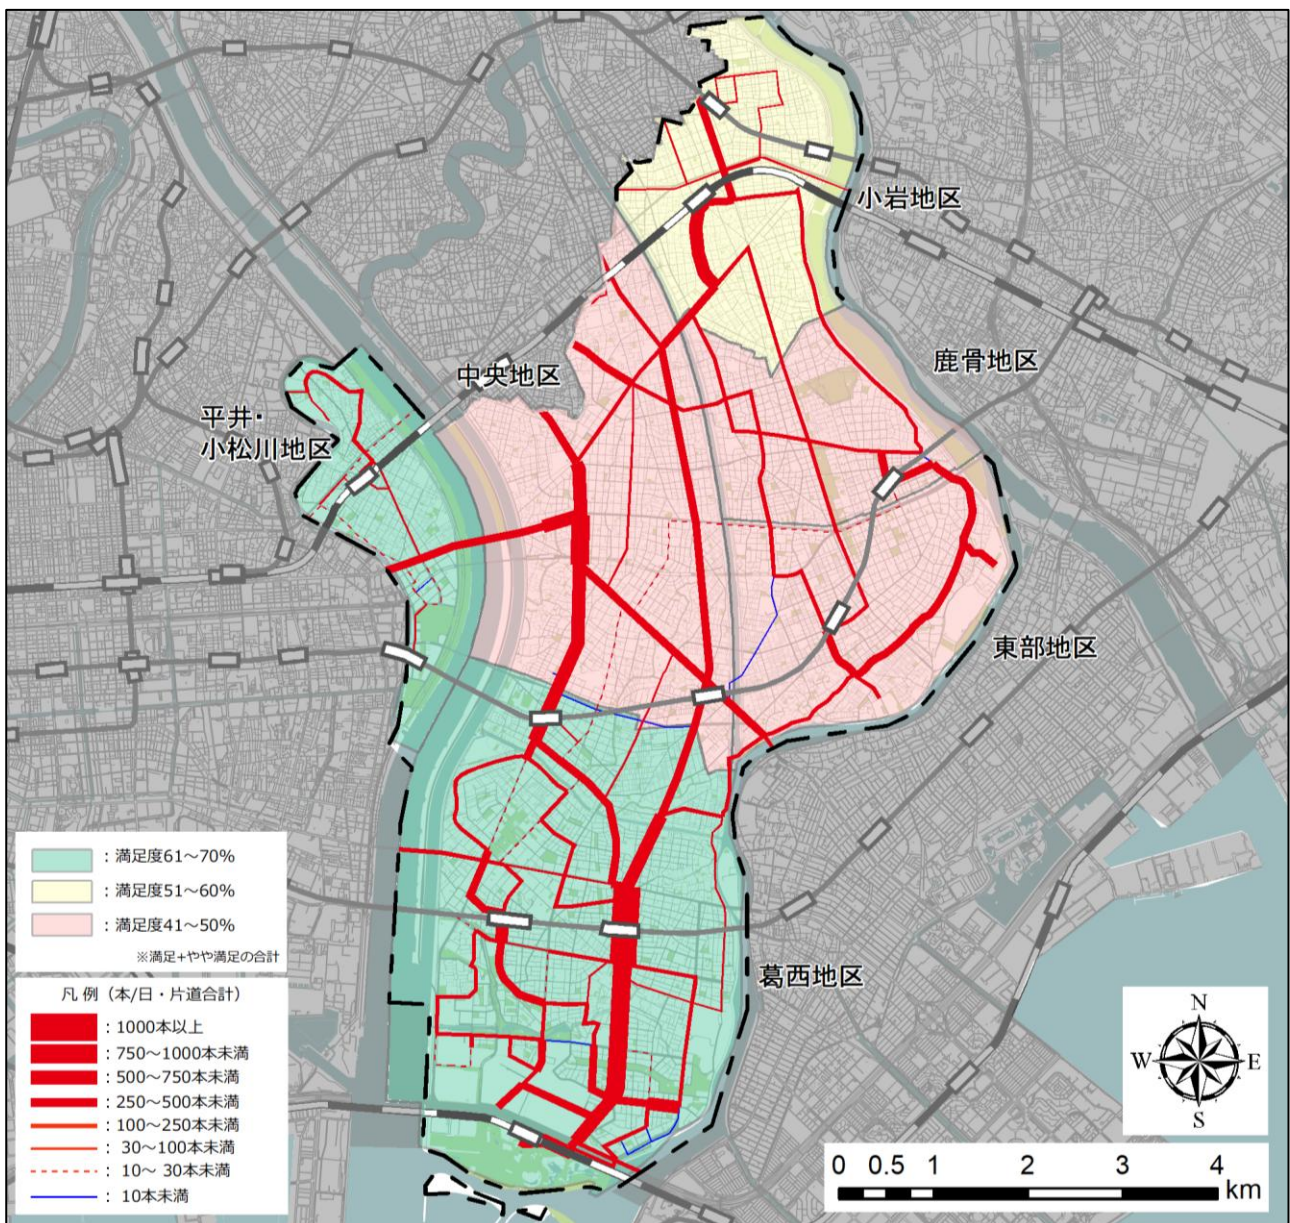 小岩地区
鹿骨地区
中央地区
平井・
小松川地区
東部地区
葛西地区
：満足度61～70%
：満足度51～60%
：満足度41～50%
※満足+やや満足の合計
凡 例（本/日・片道合計）
：1000本以上
：750～1000本未満
：500～750本未満
：250～500本未満
：100～250本未満
：30～100本未満
：10～ 30本未満
：10本未満
N
W E
S
0 0.5 1 2 3 4
km